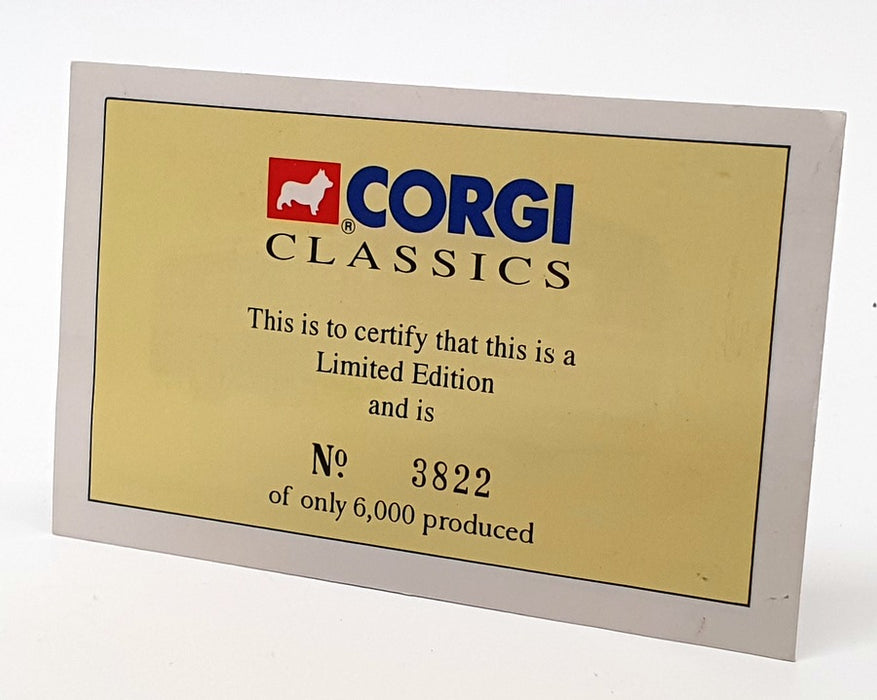 ® CORGI
CLASSICS
This is to certify that this is a
Limited Edition
and is
Nº 3822
of only 6,000 produced